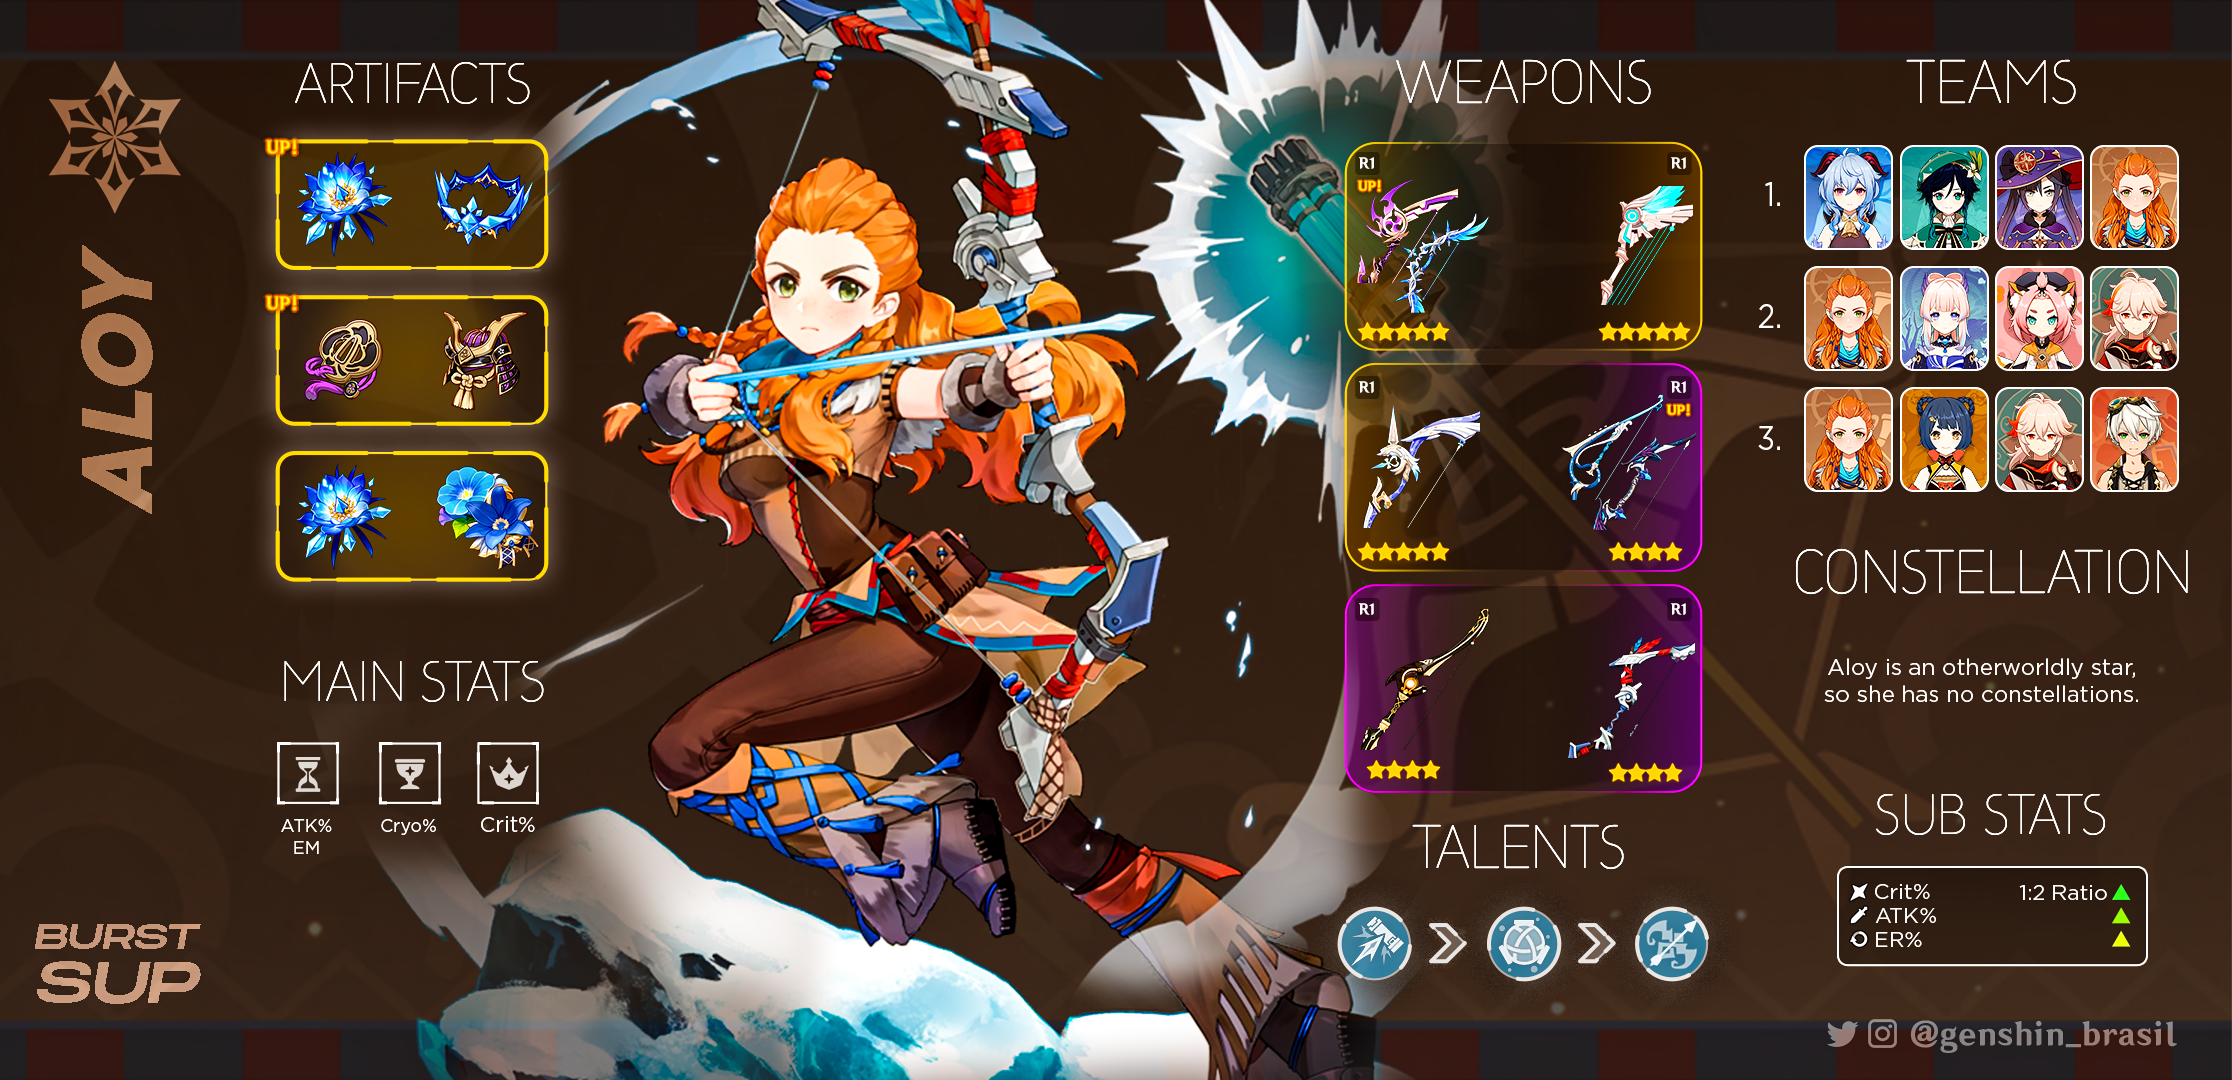 ALOY
BURST
SUP
ARTIFACTS
UP!
UP!
MAIN STATS
ATK%
EM
Cryo%
Crit%
WEAPONS
R1
R1
UP!
R1
R1
UP!
R1
R1
TALENTS
TEAMS
1.
2.
3.
CONSTELLATION
Aloy is an otherworldly star,
so she has no constellations.
SUB STATS
Crit% 1:2 Ratio
ATK%
ER%
@genshin_brasil